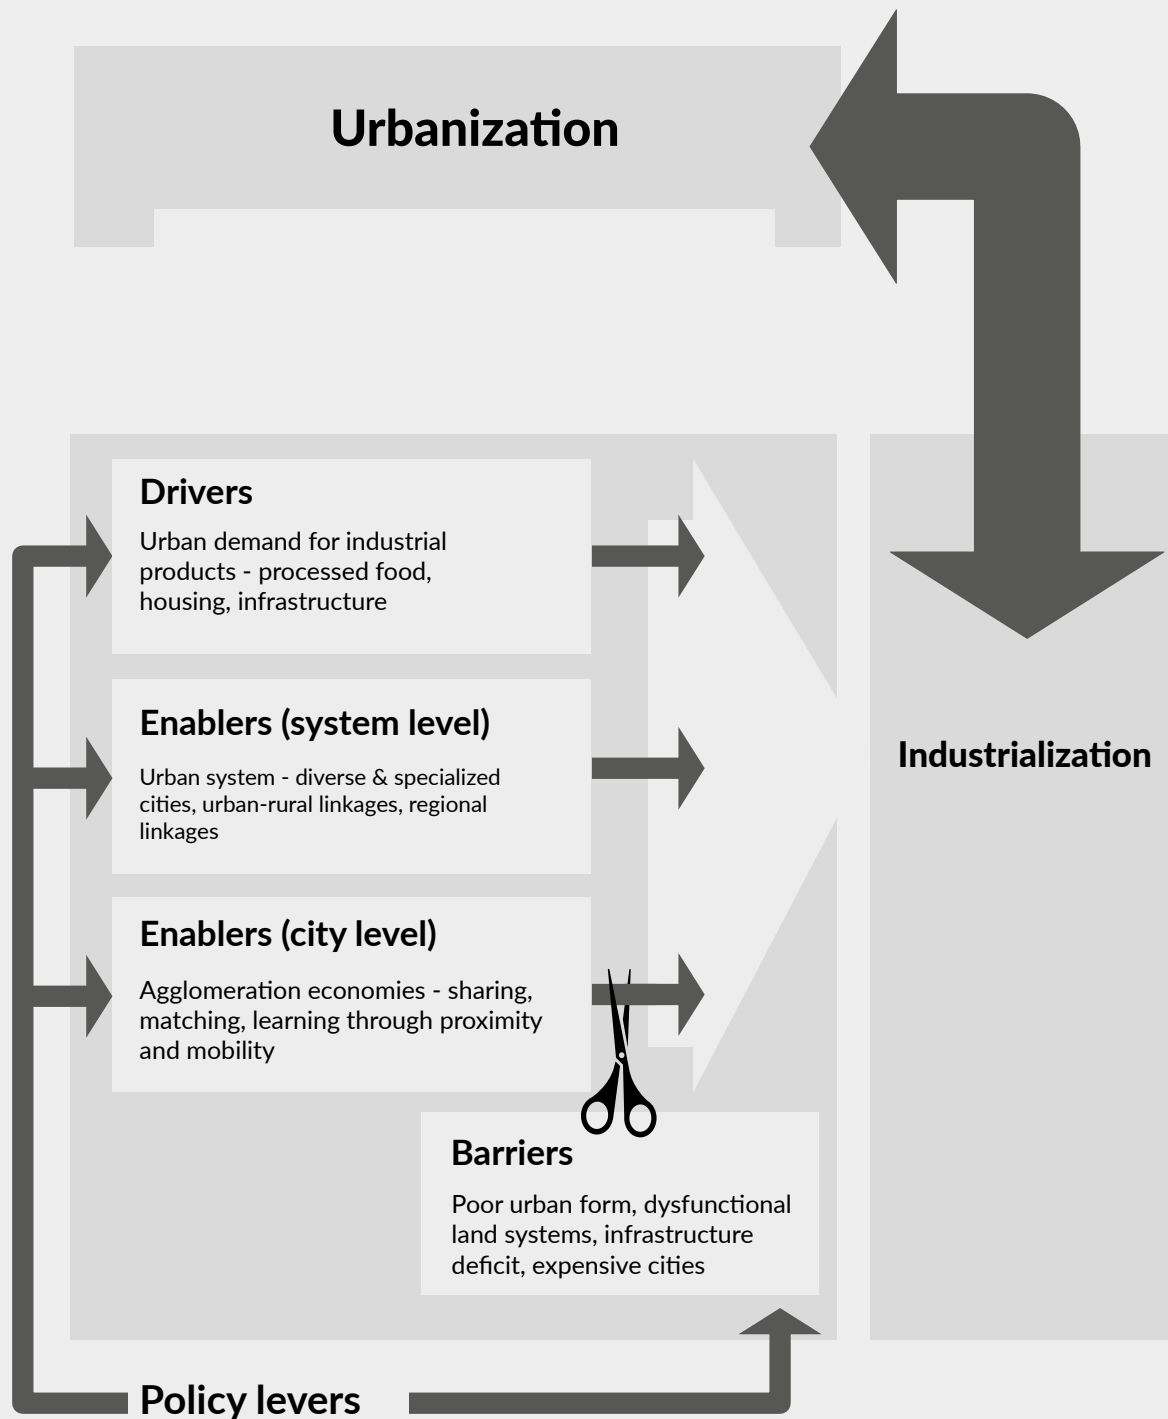 Urbanization
Drivers
Urban demand for industrial
products - processed food,
housing, infrastructure
Enablers (system level)
Urban system - diverse & specialized
cities, urban-rural linkages, regional
linkages
Enablers (city level)
Agglomeration economies - sharing,
matching, learning through proximity
and mobility
Barriers
Poor urban form, dysfunctional
land systems, infrastructure
deficit, expensive cities
Industrialization
Policy levers